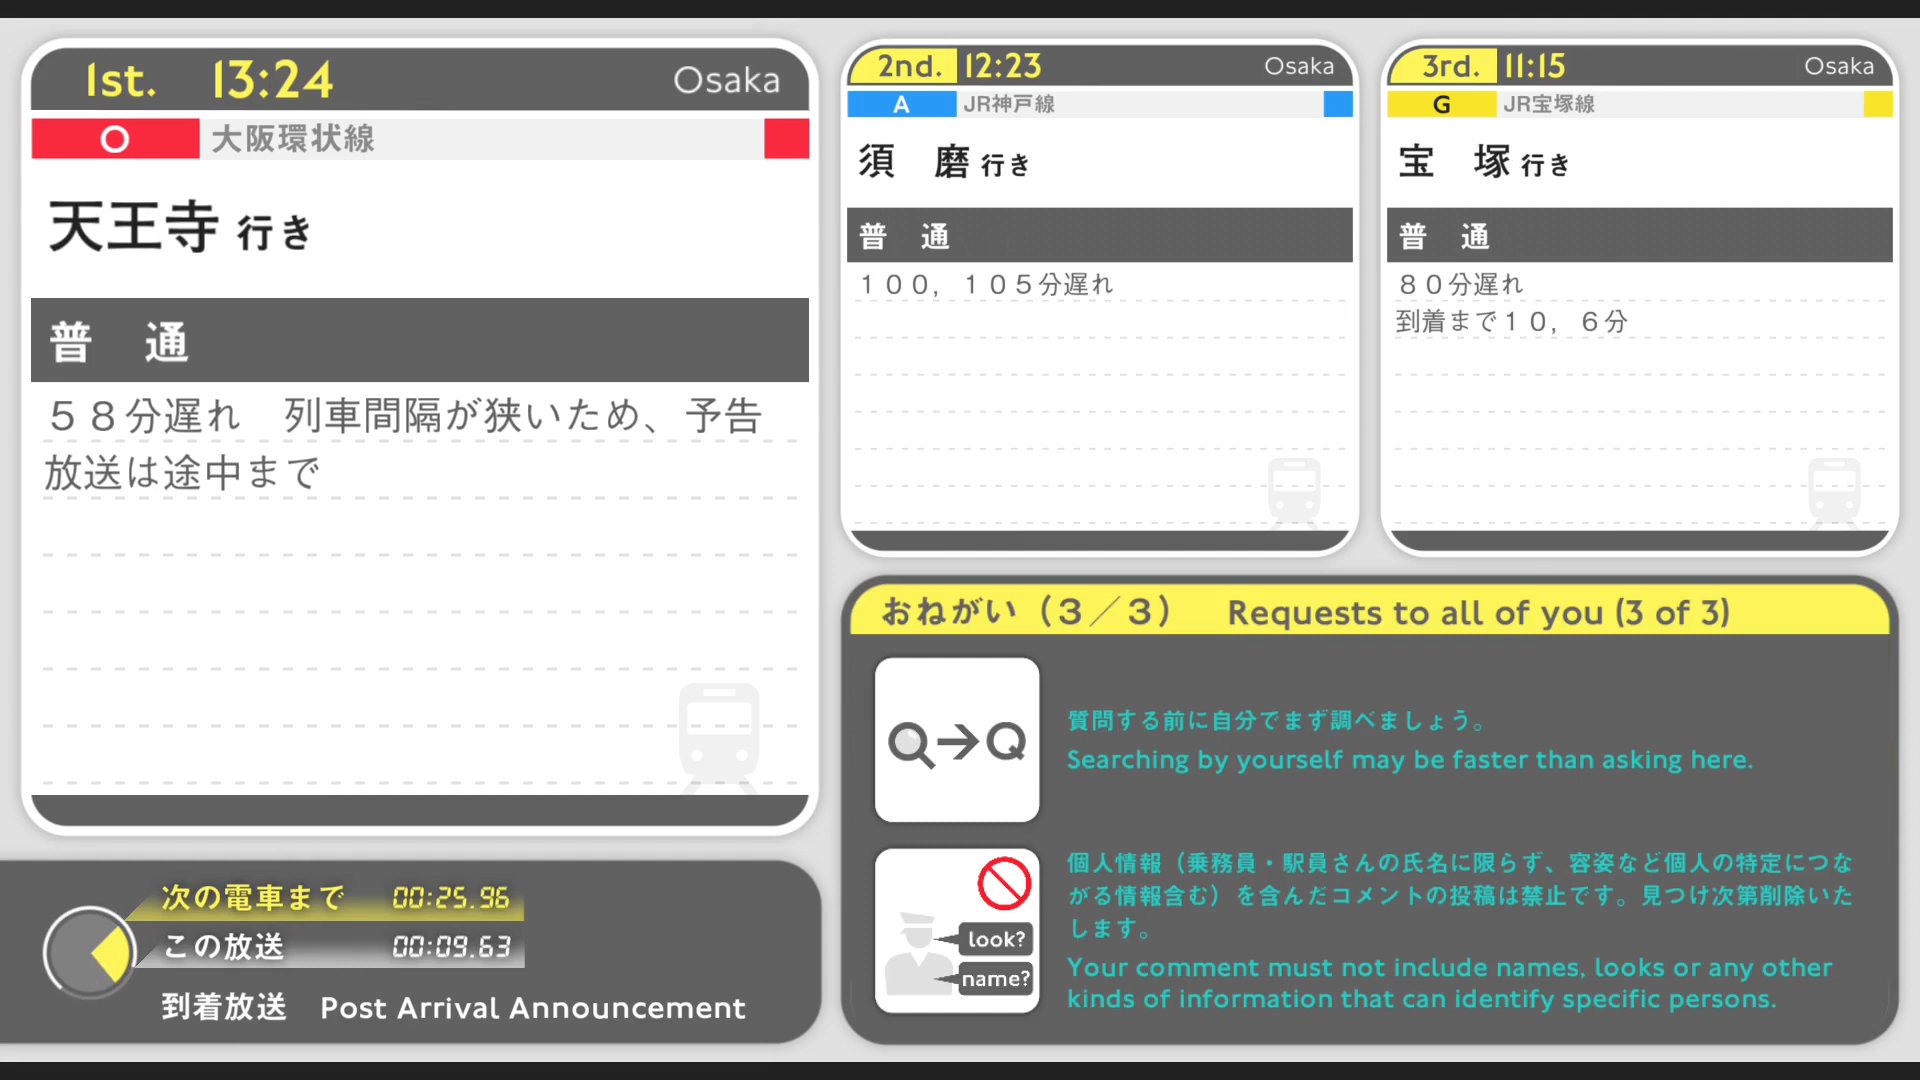 1st. 13:24 Osaka
O 大阪環状線
天王寺 行き
普　通
５８分遅れ　列車間隔が狭いため、予告
放送は途中まで
2nd. 12:23 Osaka
A JR神戸線
須　磨 行き
普　通
１００，１０５分遅れ
3rd. 11:15 Osaka
G JR宝塚線
宝　塚 行き
普　通
８０分遅れ
到着まで１０，６分
次の電車まで 00:25.96
この放送 00:09.63
到着放送　Post Arrival Announcement
おねがい（３／３）　Requests to all of you (3 of 3)
Q
質問する前に自分でまず調べましょう。
Searching by yourself may be faster than asking here.
look?
name?
個人情報（乗務員・駅員さんの氏名に限らず、容姿など個人の特定につな
がる情報含む）を含んだコメントの投稿は禁止です。見つけ次第削除いた
します。
Your comment must not include names, looks or any other
kinds of information that can identify specific persons.